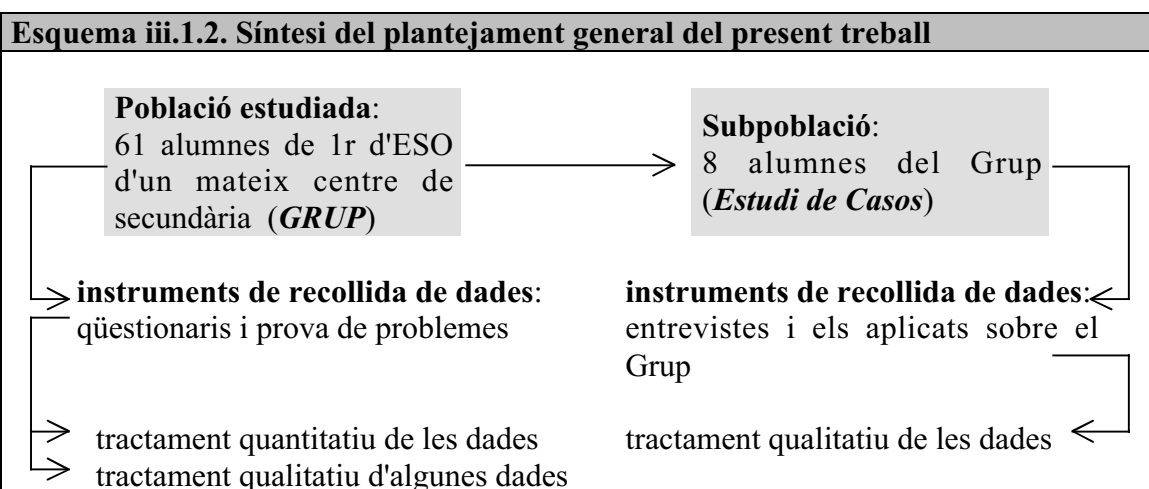 Esquema iii.1.2. Síntesi del plantejament general del present treball
Població estudiada:
61 alumnes de 1r d'ESO
d'un mateix centre de
secundària (GRUP)
Subpoblació:
8 alumnes del Grup
(Estudi de Casos)
instruments de recollida de dades:
qüestionaris i prova de problemes
instruments de recollida de dades:
entrevistes i els aplicats sobre el
Grup
tractament quantitatiu de les dades
tractament qualitatiu d'algunes dades
tractament qualitatiu de les dades